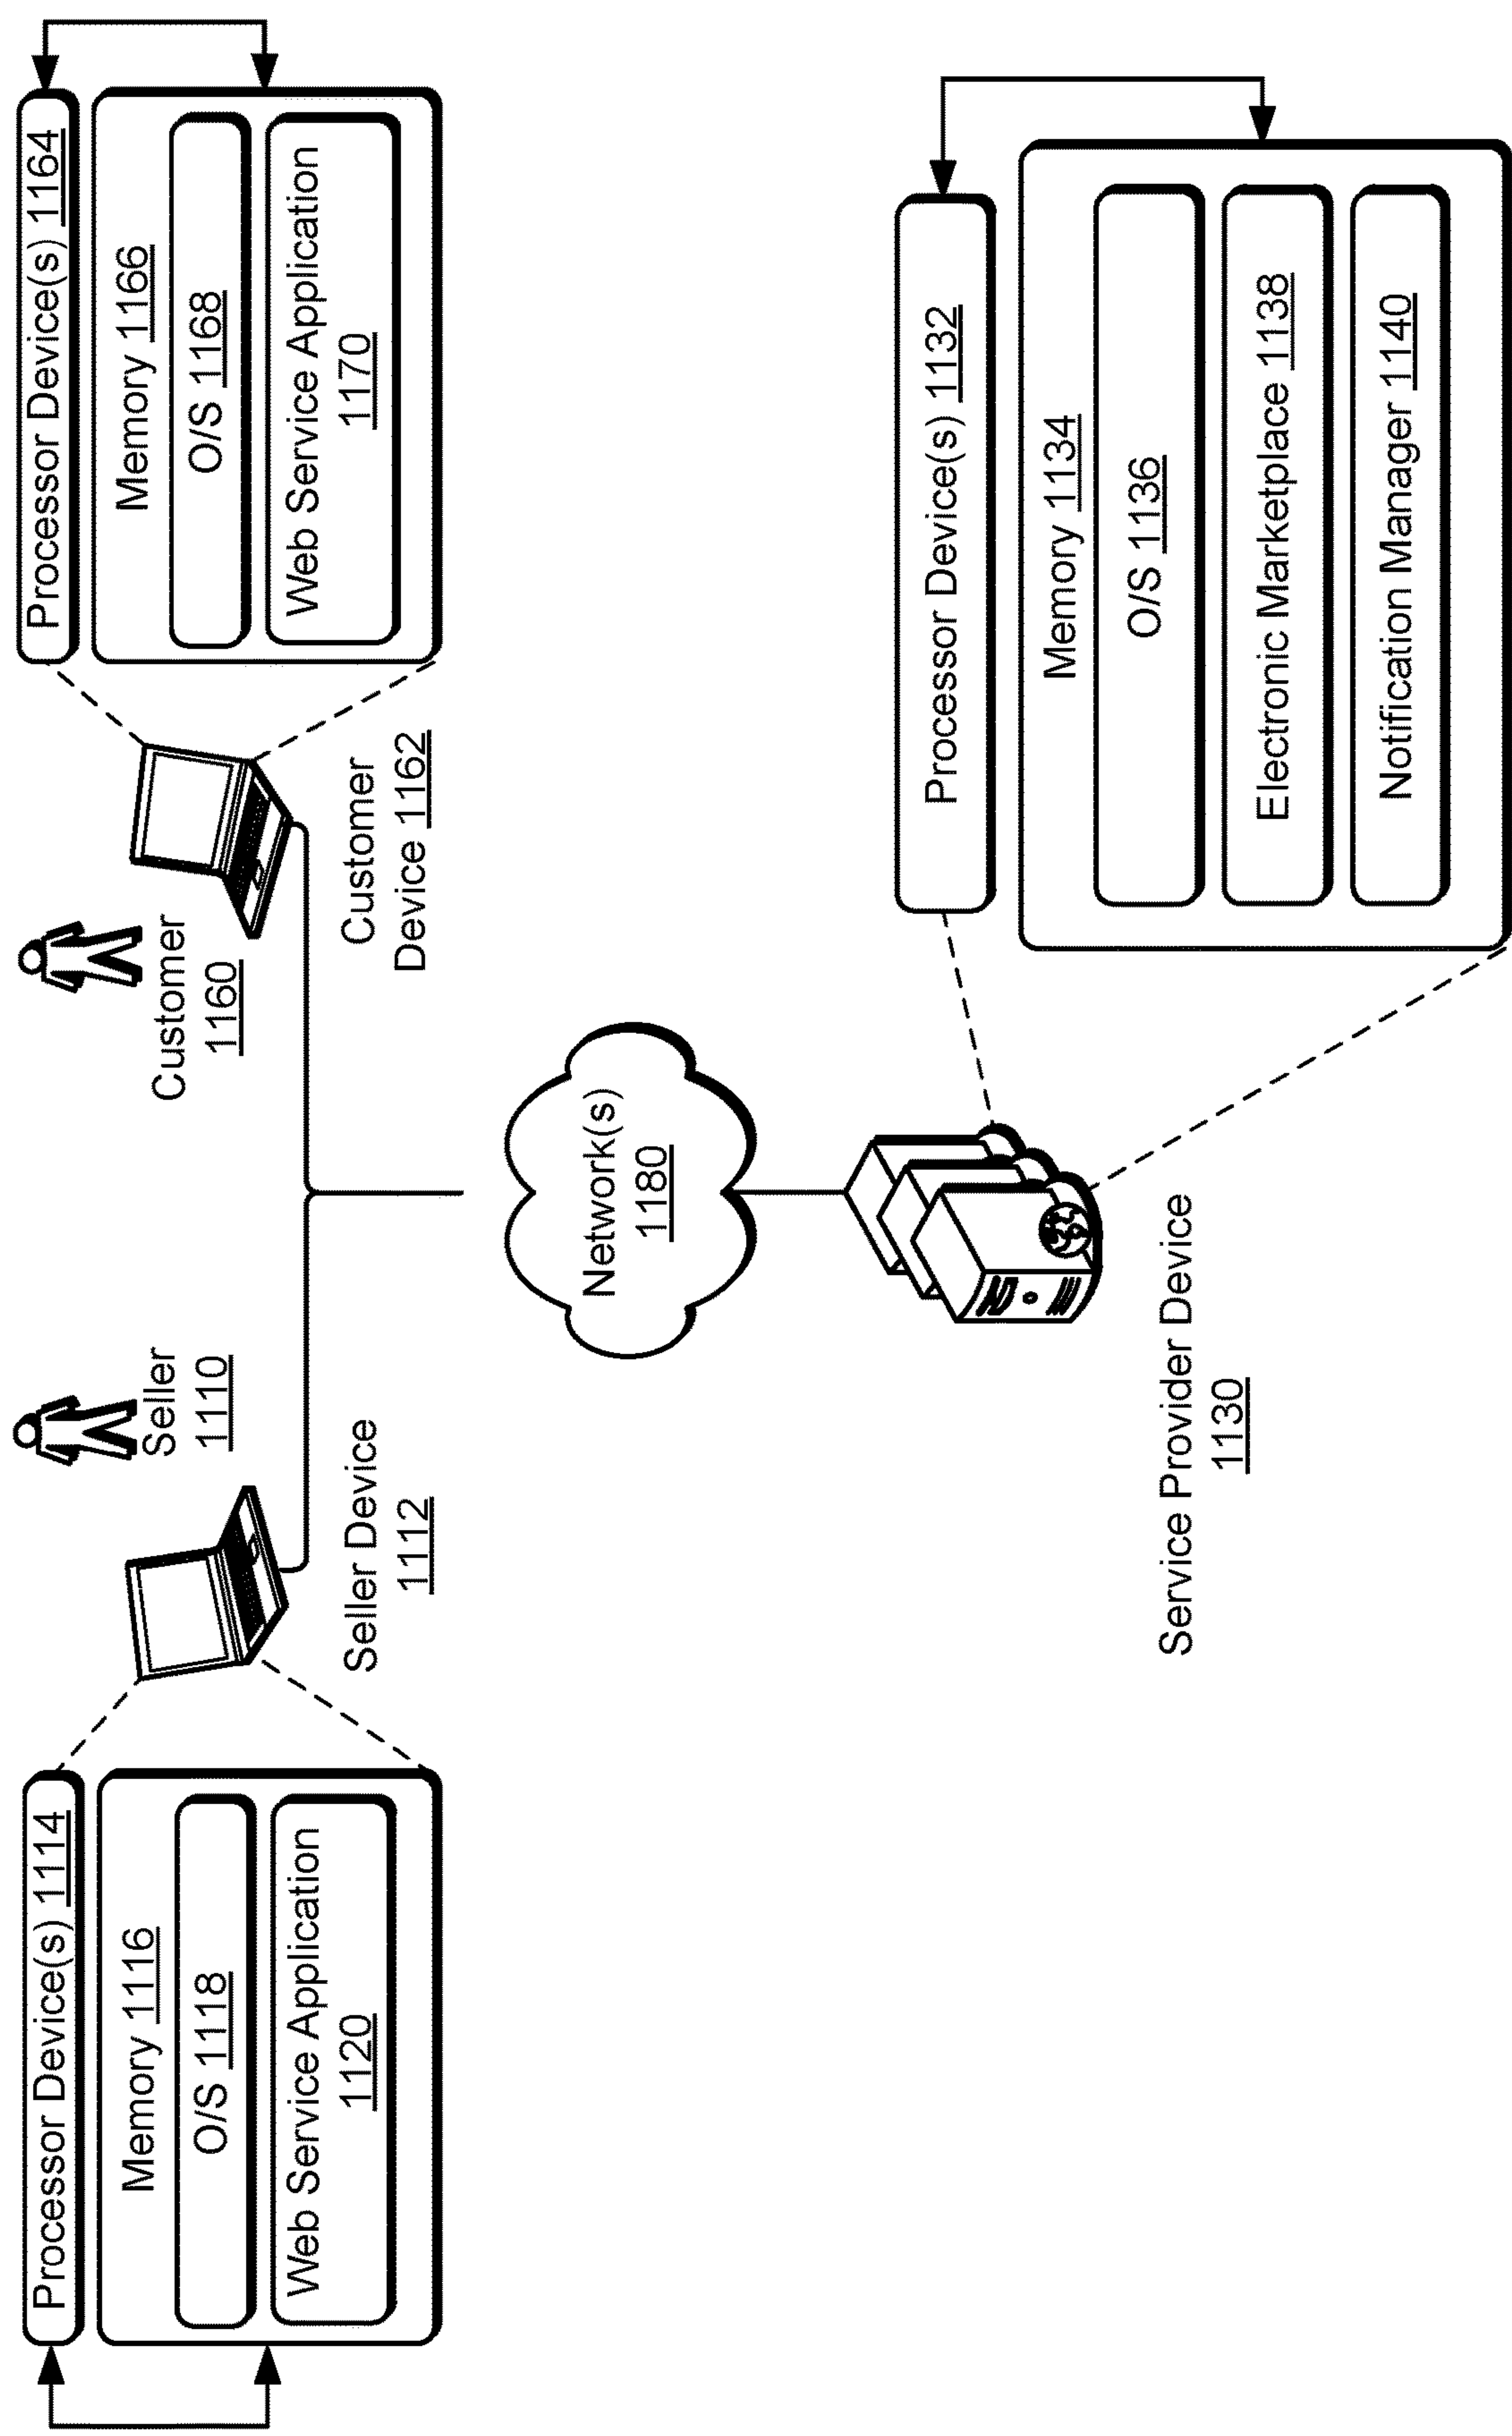 Processor Device(s) 1114
Memory 1116
O/S 1118
Web Service Application
1120
Seller
1110
Seller Device
1112
Customer
1160
Customer
Device 1162
Processor Device(s) 1164
Memory 1166
O/S 1168
Web Service Application
1170
Network(s)
1180
Service Provider Device
1130
Processor Device(s) 1132
Memory 1134
O/S 1136
Electronic Marketplace 1138
Notification Manager 1140